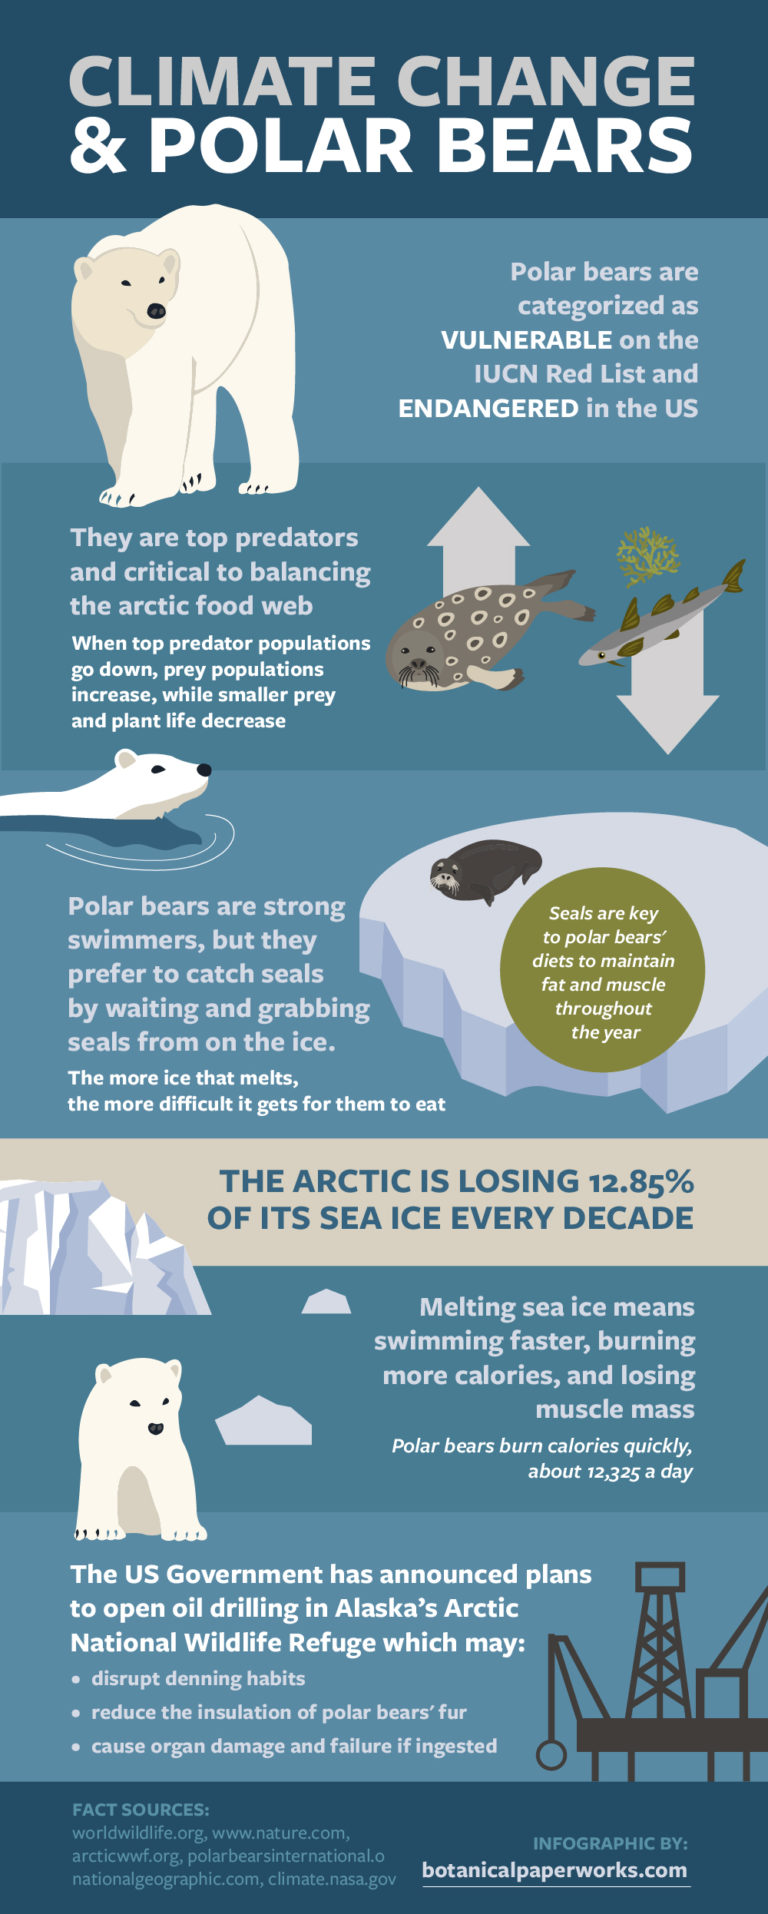 CLIMATE CHANGE
& POLAR BEARS
Polar bears are
categorized as
VULNERABLE on the
IUCN Red List and
ENDANGERED in the US
They are top predators
and critical to balancing
the arctic food web
When top predator populations
go down, prey populations
increase, while smaller prey
and plant life decrease
Polar bears are strong
swimmers, but they
prefer to catch seals
by waiting and grabbing
seals from on the ice.
The more ice that melts,
the more difficult it gets for them to eat
Seals are key
to polar bears'
diets to maintain
fat and muscle
throughout
the year
THE ARCTIC IS LOSING 12.85%
OF ITS SEA ICE EVERY DECADE
Melting sea ice means
swimming faster, burning
more calories, and losing
muscle mass
Polar bears burn calories quickly,
about 12,325 a day
The US Government has announced plans
to open oil drilling in Alaska's Arctic
National Wildlife Refuge which may:
• disrupt denning habits
• reduce the insulation of polar bears' fur
• cause organ damage and failure if ingested
FACT SOURCES:
worldwildlife.org, www.nature.com,
arcticwwf.org, polarbearsinternational.o
nationalgeographic.com, climate.nasa.gov
INFOGRAPHIC BY:
botanicalpaperworks.com